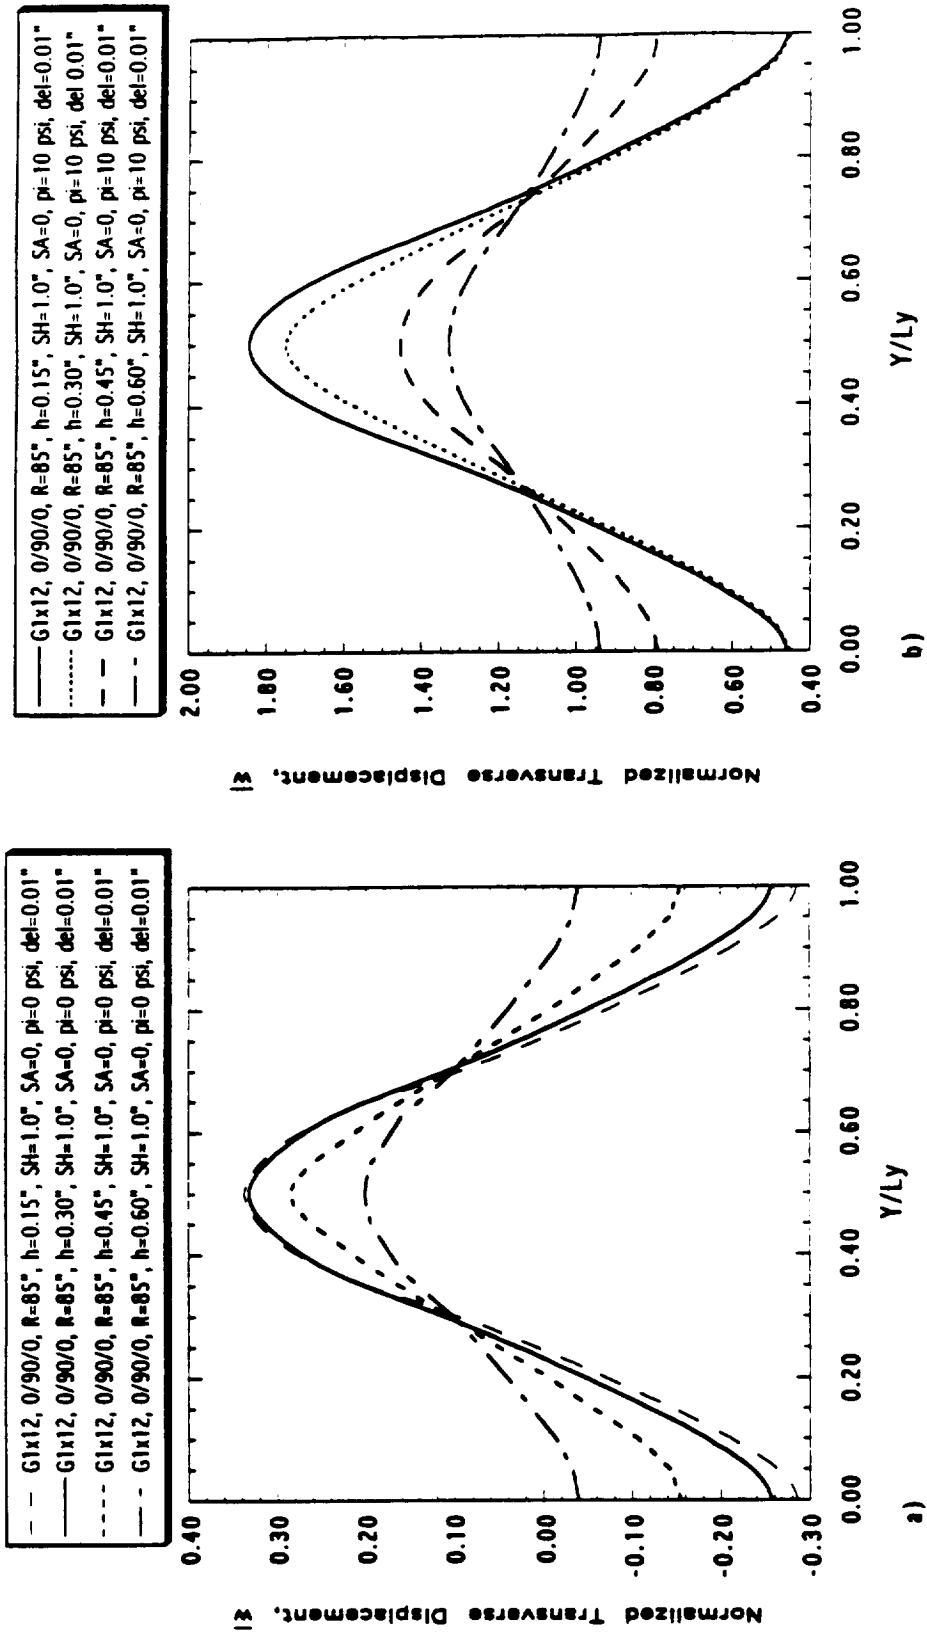 G1x12, 0/90/0, R=85", h=0.15", SH=1.0", SA=0, pi=0 psi, del=0.01"
G1x12, 0/90/0, R=85", h=0.30", SH=1.0", SA=0, pi=0 psi, del=0.01"
G1x12, 0/90/0, R=85", h=0.45", SH=1.0", SA=0, pi=0 psi, del=0.01"
G1x12, 0/90/0, R=85", h=0.60", SH=1.0", SA=0, pi=0 psi, del=0.01"
Normalized Transverse Displacement, w̅
0.40
0.30
0.20
0.10
0.00
-0.10
-0.20
-0.30
0.00 0.20 0.40 0.60 0.80 1.00
Y/Ly
a)
G1x12, 0/90/0, R=85", h=0.15", SH=1.0", SA=0, pi=10 psi, del=0.01"
G1x12, 0/90/0, R=85", h=0.30", SH=1.0", SA=0, pi=10 psi, del 0.01"
G1x12, 0/90/0, R=85", h=0.45", SH=1.0", SA=0, pi=10 psi, del=0.01"
G1x12, 0/90/0, R=85", h=0.60", SH=1.0", SA=0, pi=10 psi, del=0.01"
Normalized Transverse Displacement, w̅
2.00
1.80
1.60
1.40
1.20
1.00
0.80
0.60
0.40
0.00 0.20 0.40 0.60 0.80 1.00
Y/Ly
b)